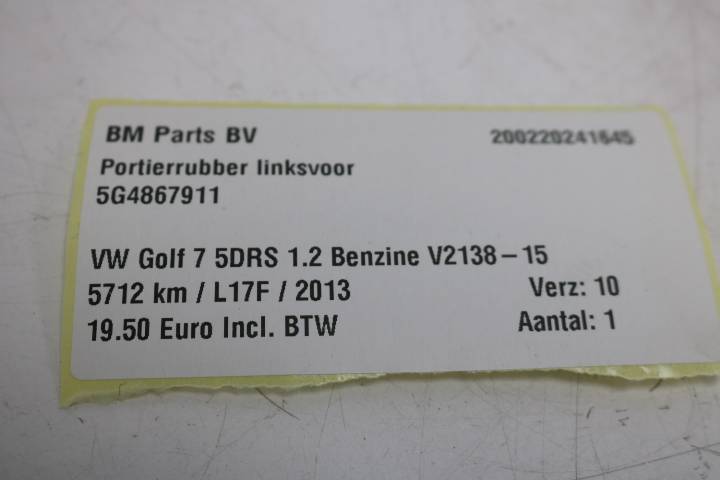 BM Parts BV 200220241645
Portierrubber linksvoor
5G4867911
VW Golf 7 5DRS 1.2 Benzine V2138-15
5712 km / L17F / 2013 Verz: 10
19.50 Euro Incl. BTW Aantal: 1